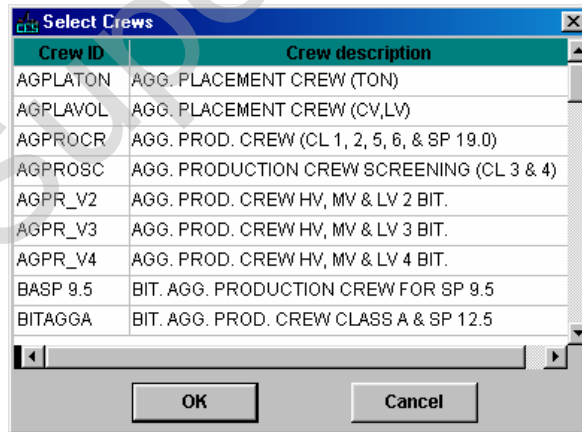 Select Crews
Crew ID Crew description
AGPLATON AGG. PLACEMENT CREW (TON)
AGPLAVOL AGG. PLACEMENT CREW (CV,LV)
AGPROCR AGG. PROD. CREW (CL 1, 2, 5, 6, & SP 19.0)
AGPROSC AGG. PRODUCTION CREW SCREENING (CL 3 & 4)
AGPR_V2 AGG. PROD. CREW HV, MV & LV 2 BIT.
AGPR_V3 AGG. PROD. CREW HV, MV & LV 3 BIT.
AGPR_V4 AGG. PROD. CREW HV, MV & LV 4 BIT.
BASP 9.5 BIT. AGG. PRODUCTION CREW FOR SP 9.5
BITAGGA BIT. AGG. PROD. CREW CLASS A & SP 12.5
OK Cancel